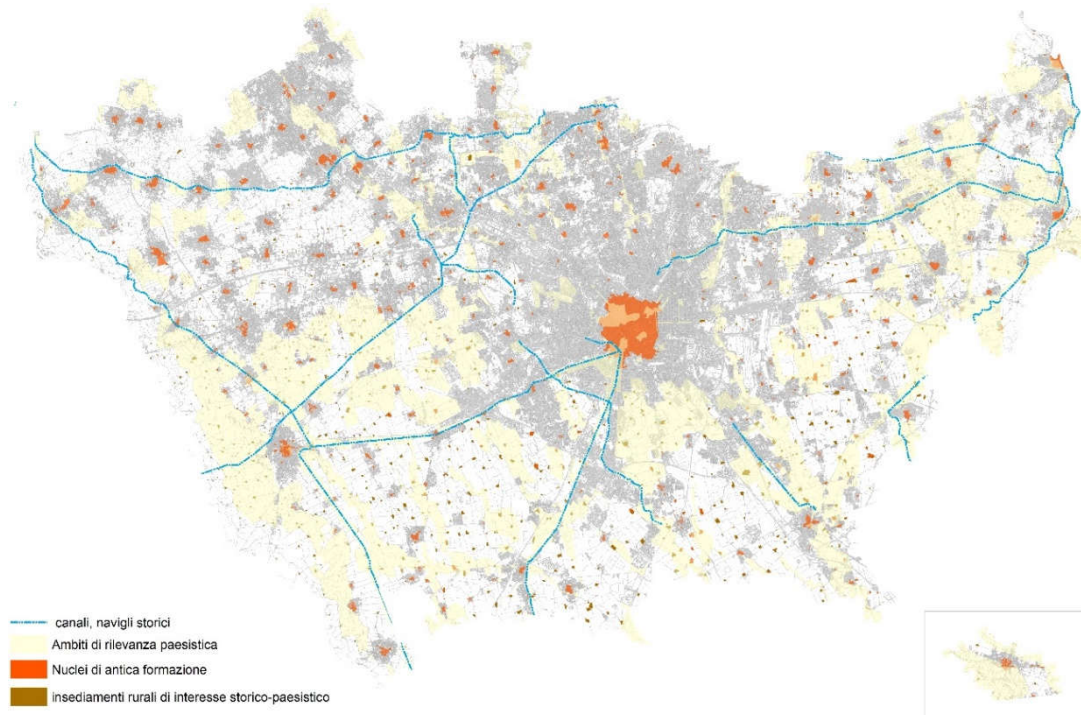 canali, navigli storici
Ambiti di rilevanza paesistica
Nuclei di antica formazione
insediamenti rurali di interesse storico-paesistico